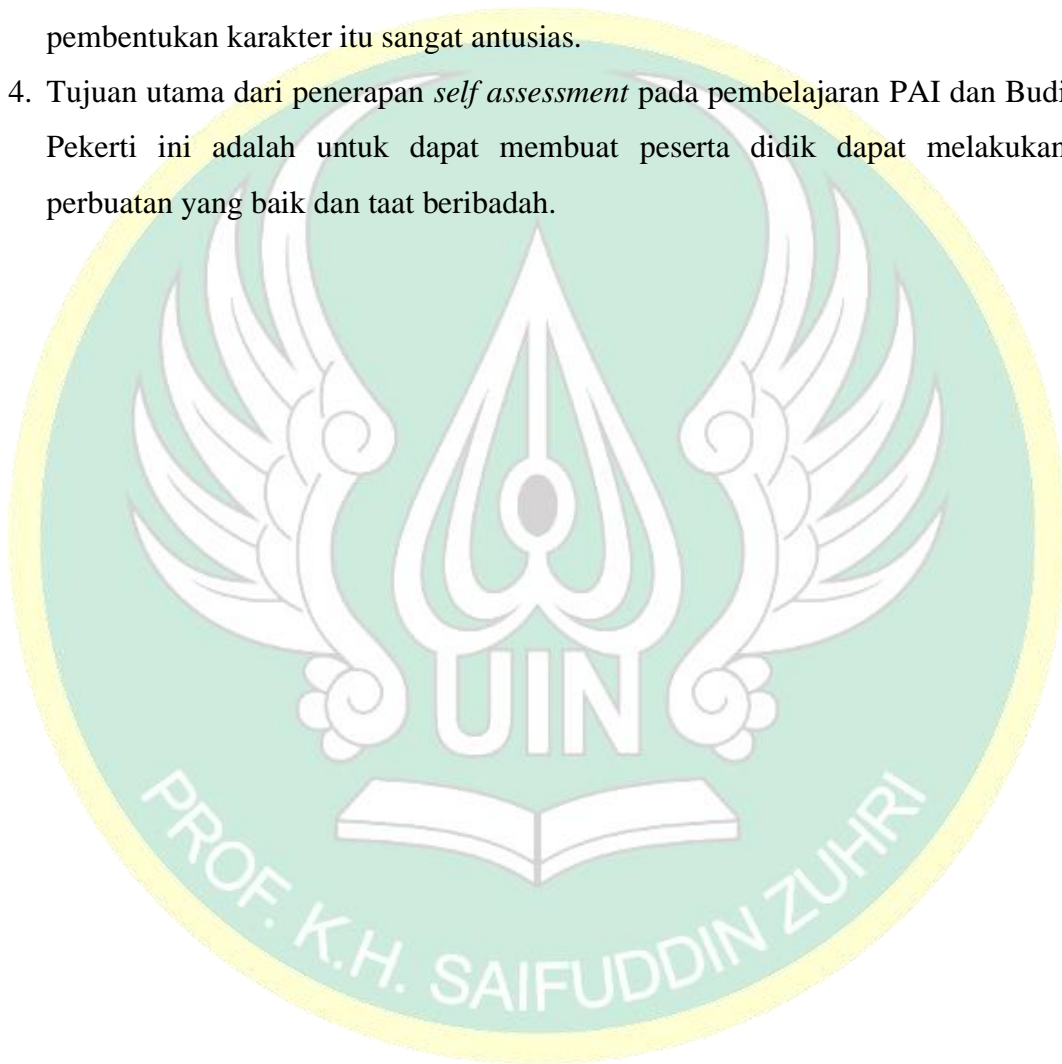 pembentukan karakter itu sangat antusias.
4. Tujuan utama dari penerapan self assessment pada pembelajaran PAI dan Budi
Pekerti ini adalah untuk dapat membuat peserta didik dapat melakukan
perbuatan yang baik dan taat beribadah.
UIN
PROF. K.H. SAIFUDDIN ZUHRI